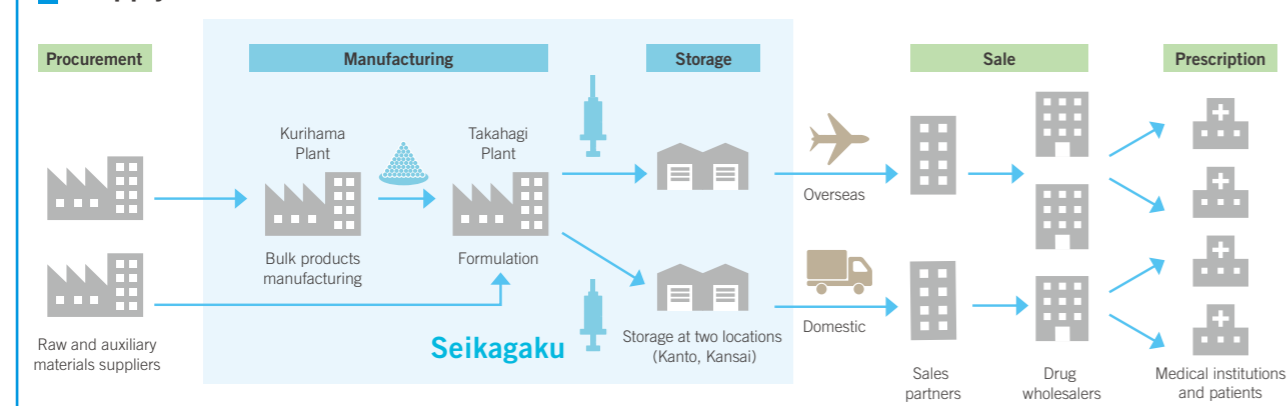 Procurement
Manufacturing
Storage
Sale
Prescription
Kurihama
Plant
Takahagi
Plant
Overseas
Bulk products
manufacturing
Formulation
Raw and auxiliary
materials suppliers
Seikagaku
Storage at two locations
(Kanto, Kansai)
Domestic
Sales
partners
Drug
wholesalers
Medical institutions
and patients